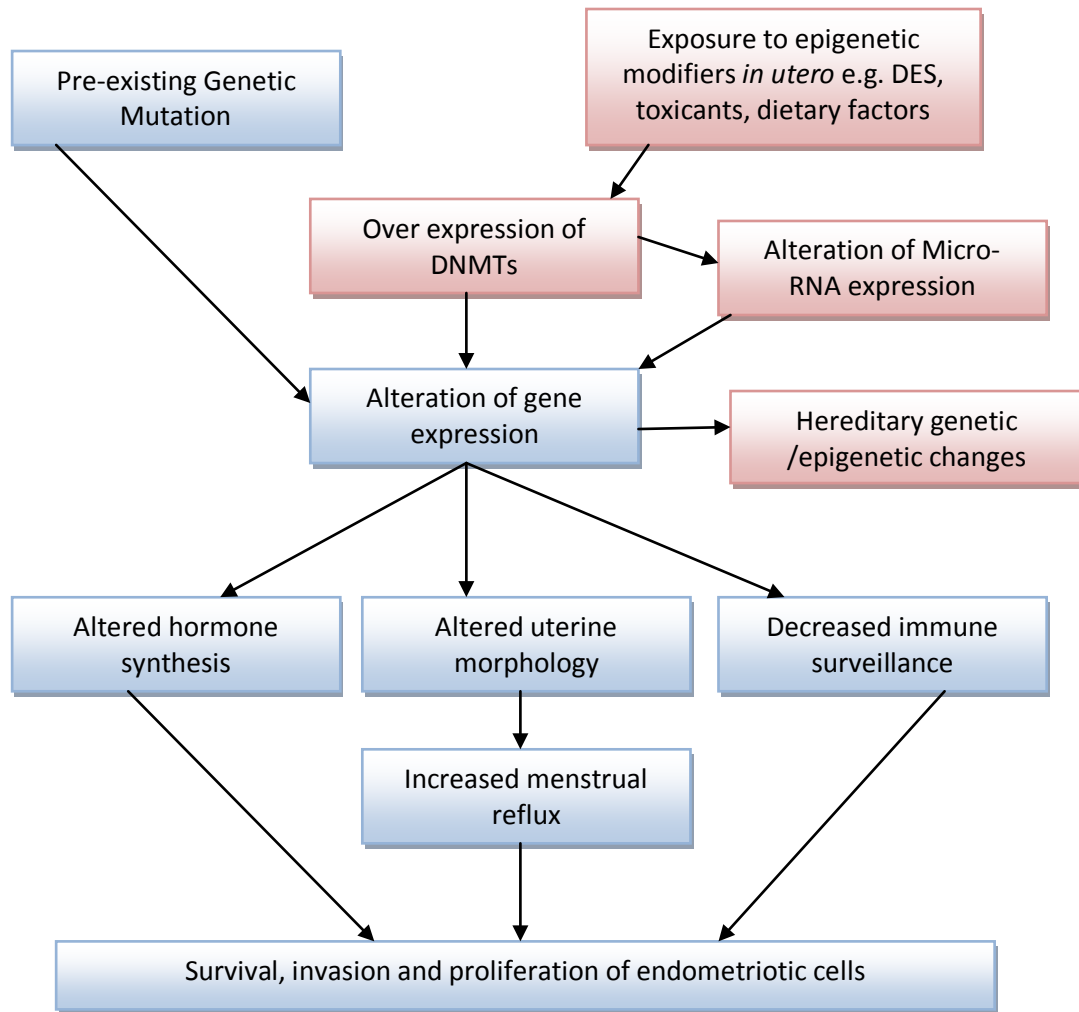 Pre-existing Genetic
Mutation
Exposure to epigenetic
modifiers in utero e.g. DES,
toxicants, dietary factors
Over expression of
DNMTs
Alteration of Micro-
RNA expression
Alteration of gene
expression
Hereditary genetic
/epigenetic changes
Altered hormone
synthesis
Altered uterine
morphology
Decreased immune
surveillance
Increased menstrual
reflux
Survival, invasion and proliferation of endometriotic cells